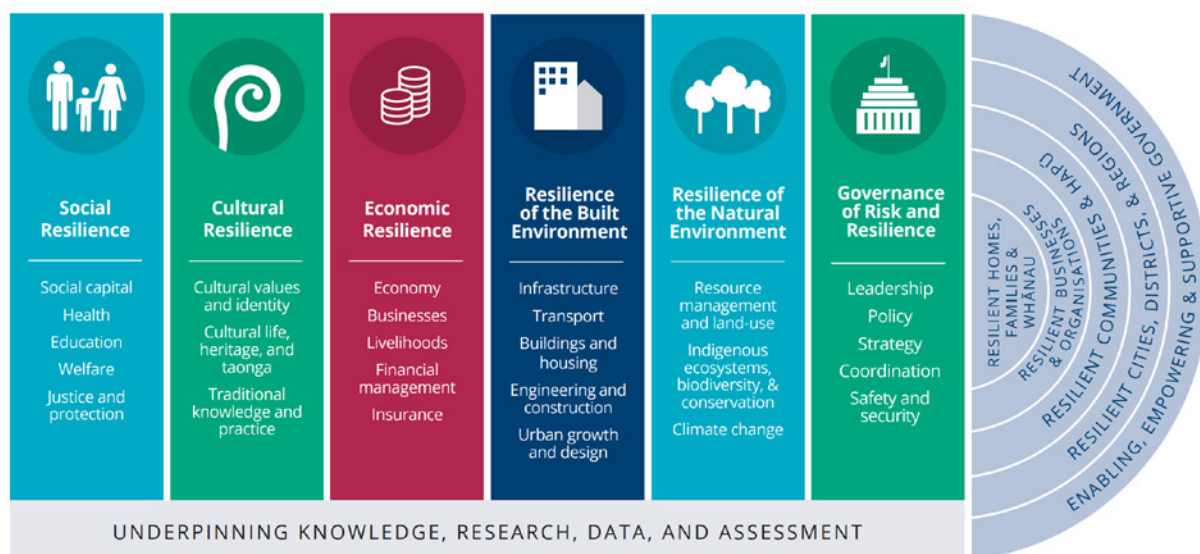 Social
Resilience
Social capital
Health
Education
Welfare
Justice and
protection
Cultural
Resilience
Cultural values
and identity
Cultural life,
heritage, and
taonga
Traditional
knowledge and
practice
Economic
Resilience
Economy
Businesses
Livelihoods
Financial
management
Insurance
Resilience
of the Built
Environment
Infrastructure
Transport
Buildings and
housing
Engineering and
construction
Urban growth
and design
Resilience of
the Natural
Environment
Resource
management
and land-use
Indigenous
ecosystems,
biodiversity, &
conservation
Climate change
Governance
of Risk and
Resilience
Leadership
Policy
Strategy
Coordination
Safety and
security
RESILIENT HOMES,
FAMILIES &
WHĀNAU
RESILIENT BUSINESSES
& ORGANISATIONS
RESILIENT COMMUNITIES & HAPŪ
RESILIENT CITIES, DISTRICTS, & REGIONS
ENABLING, EMPOWERING & SUPPORTIVE GOVERNMENT
UNDERPINNING KNOWLEDGE, RESEARCH, DATA, AND ASSESSMENT